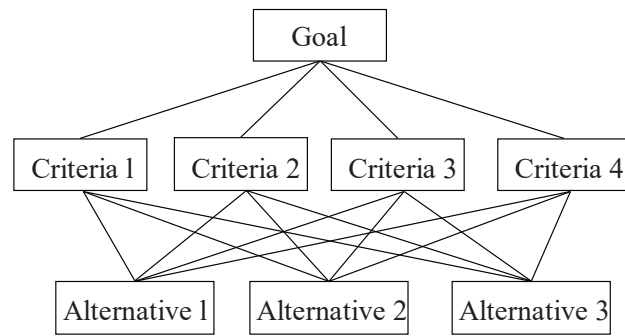 Goal
Criteria 1
Criteria 2
Criteria 3
Criteria 4
Alternative 1
Alternative 2
Alternative 3